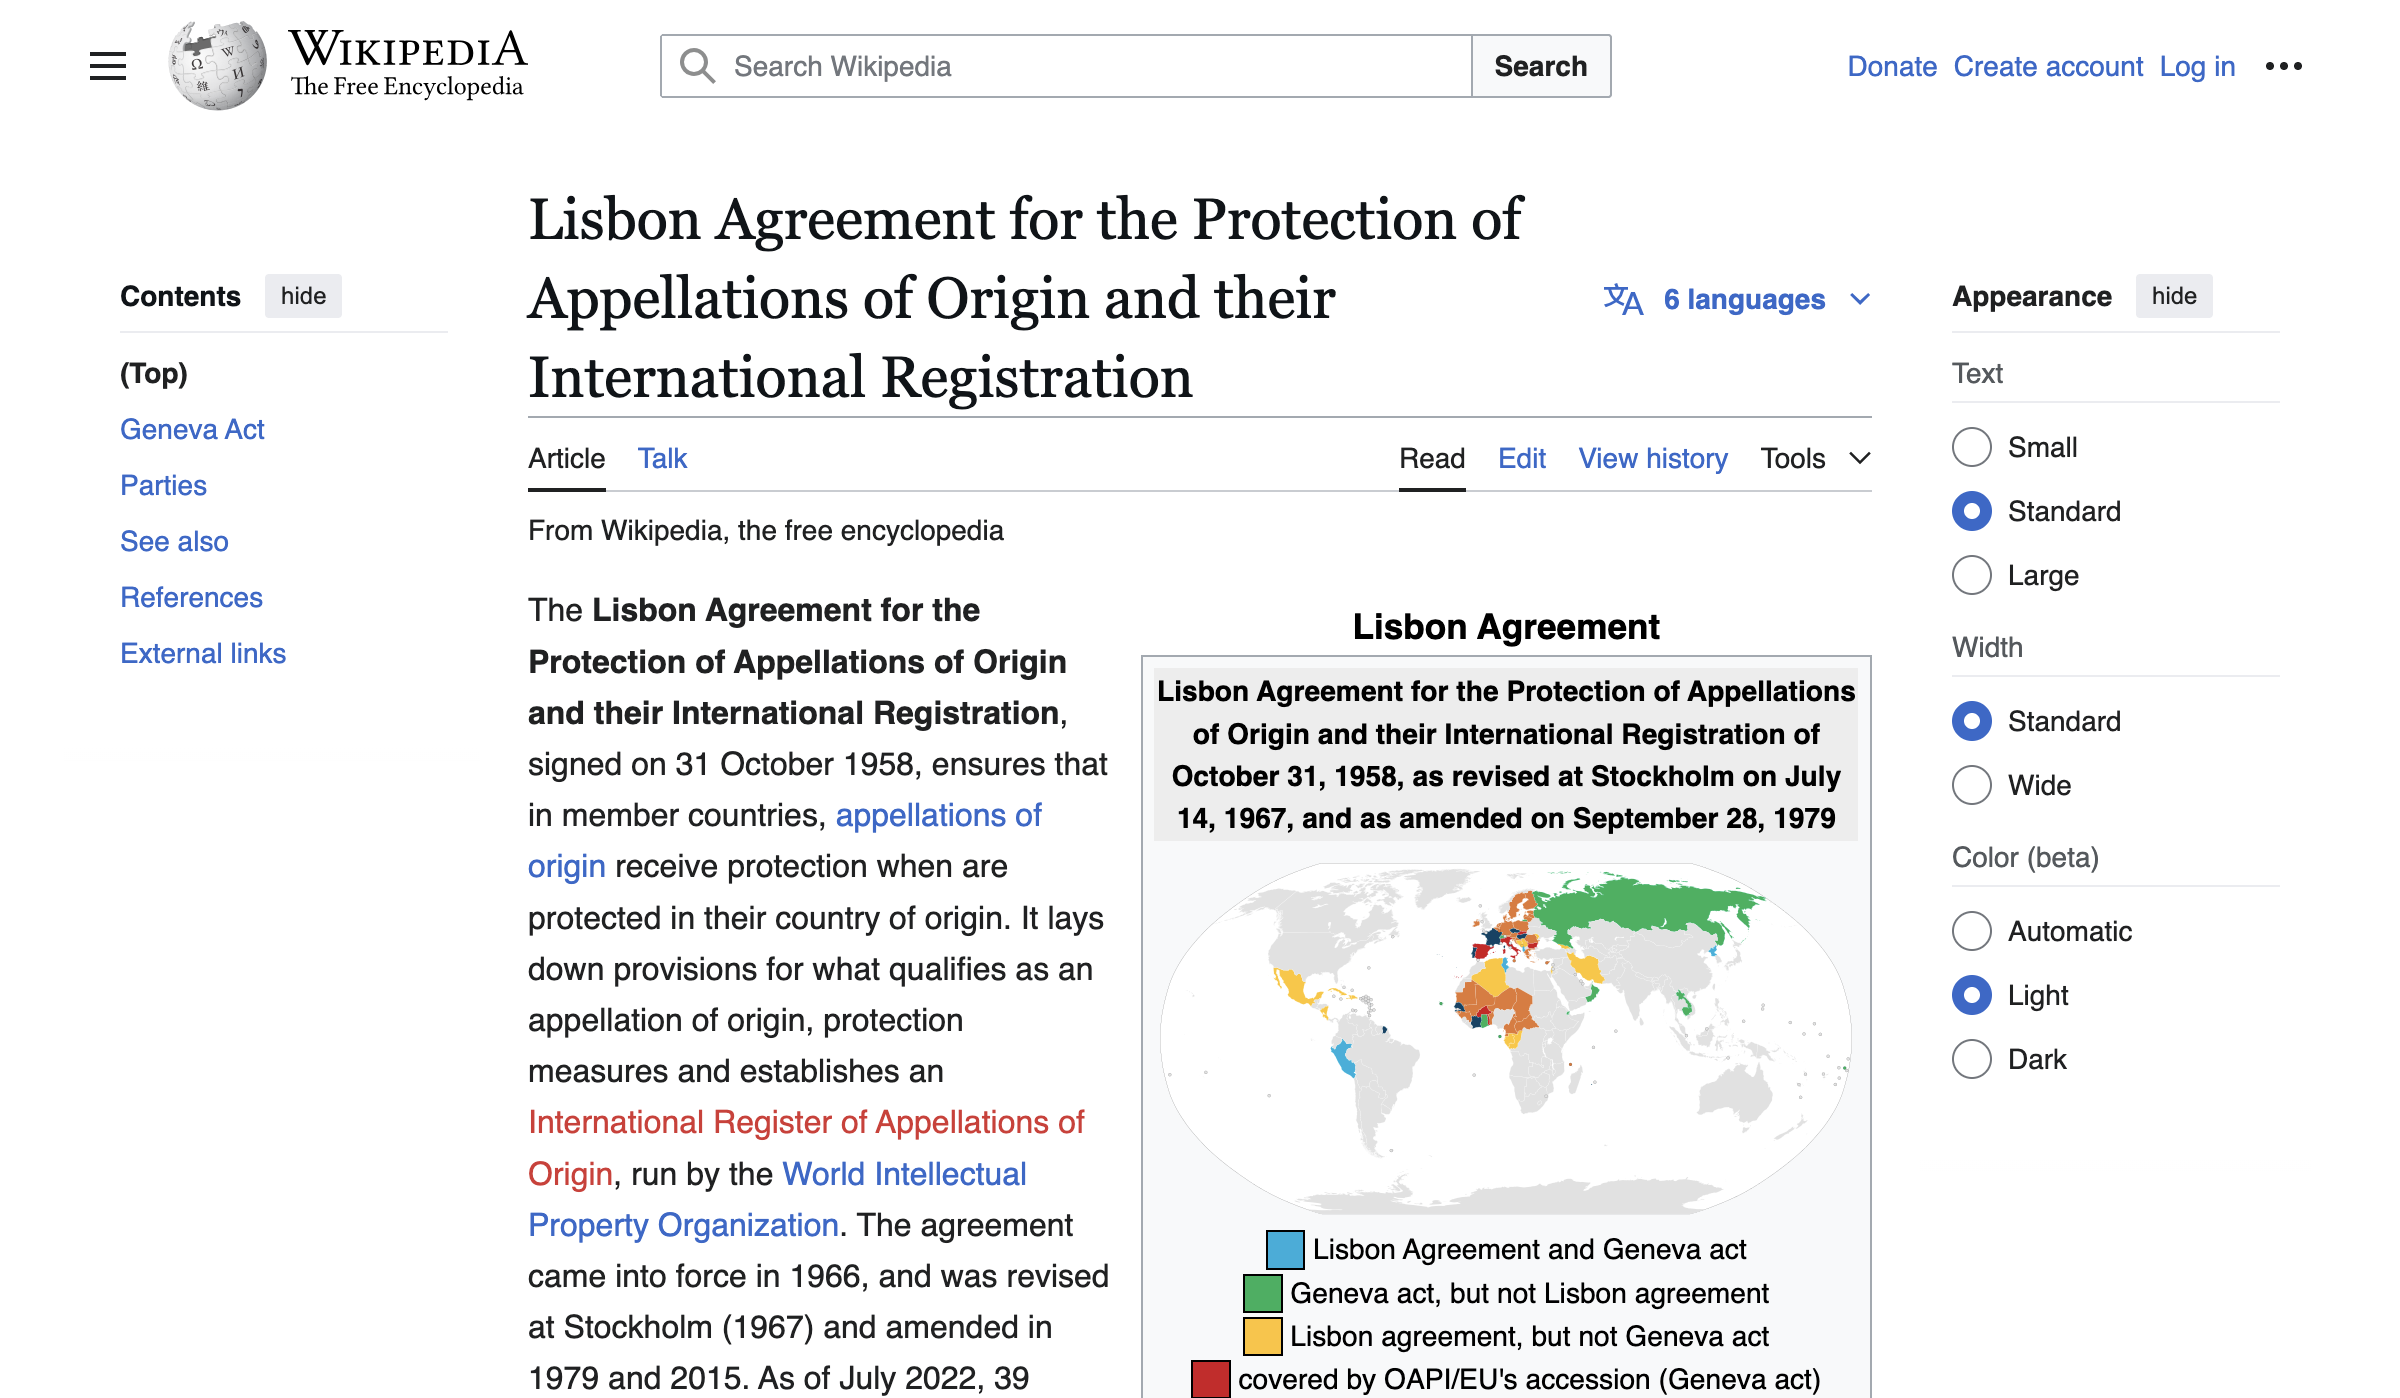 WIKIPEDIA
The Free Encyclopedia
Search Wikipedia
Search
Donate
Create account
Log in
Contents
hide
(Top)
Geneva Act
Parties
See also
References
External links
Lisbon Agreement for the Protection of
Appellations of Origin and their
International Registration
6 languages
Article
Talk
Read
Edit
View history
Tools
From Wikipedia, the free encyclopedia
The Lisbon Agreement for the
Protection of Appellations of Origin
and their International Registration,
signed on 31 October 1958, ensures that
in member countries, appellations of
origin receive protection when are
protected in their country of origin. It lays
down provisions for what qualifies as an
appellation of origin, protection
measures and establishes an
International Register of Appellations of
Origin, run by the World Intellectual
Property Organization. The agreement
came into force in 1966, and was revised
at Stockholm (1967) and amended in
1979 and 2015. As of July 2022, 39
Lisbon Agreement
Lisbon Agreement for the Protection of Appellations
of Origin and their International Registration of
October 31, 1958, as revised at Stockholm on July
14, 1967, and as amended on September 28, 1979
Lisbon Agreement and Geneva act
Geneva act, but not Lisbon agreement
Lisbon agreement, but not Geneva act
covered by OAPI/EU's accession (Geneva act)
Appearance
hide
Text
Small
Standard
Large
Width
Standard
Wide
Color (beta)
Automatic
Light
Dark